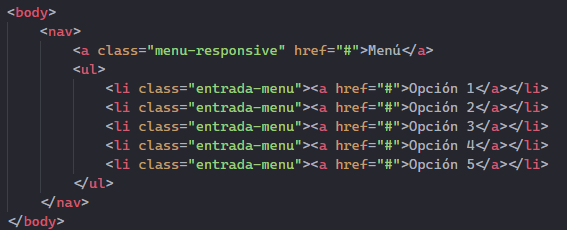 <body>
<nav>
<a class="menu-responsive" href="#">Menú</a>
<ul>
<li class="entrada-menu"><a href="#">Opción 1</a></li>
<li class="entrada-menu"><a href="#">Opción 2</a></li>
<li class="entrada-menu"><a href="#">Opción 3</a></li>
<li class="entrada-menu"><a href="#">Opción 4</a></li>
<li class="entrada-menu"><a href="#">Opción 5</a></li>
</ul>
</nav>
</body>